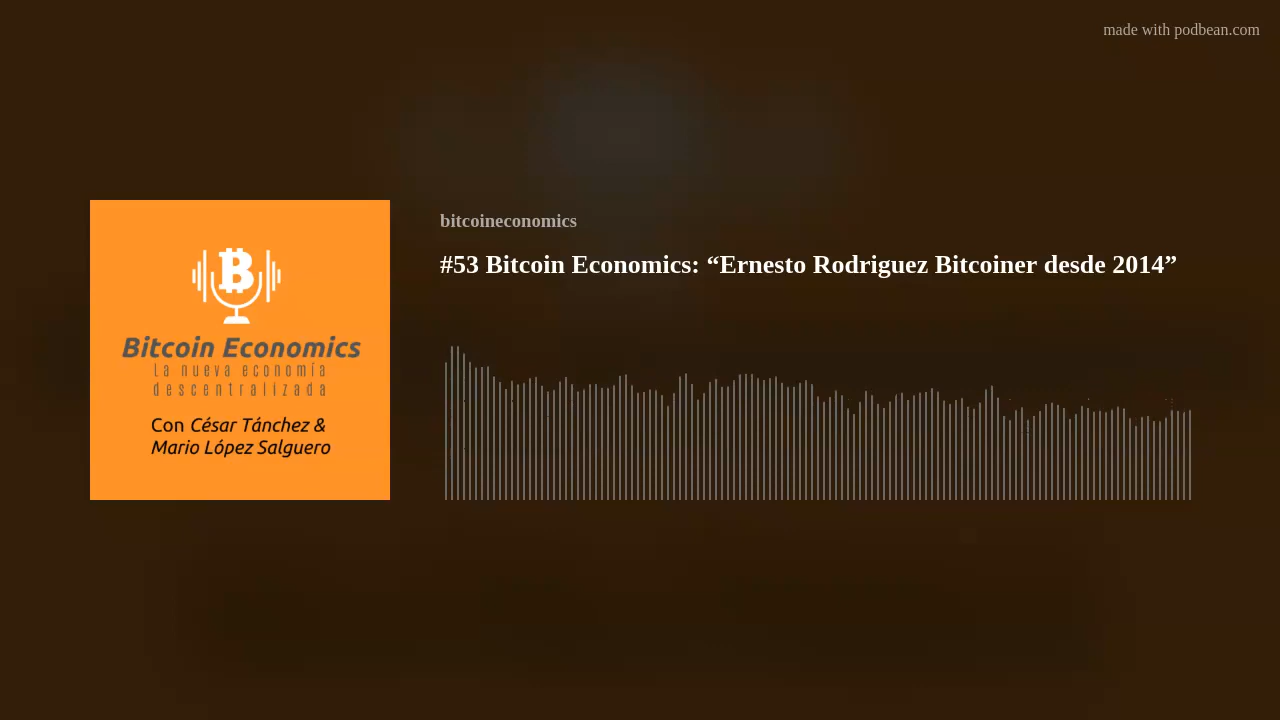 made with podbean.com
bitcoineconomics
#53 Bitcoin Economics: “Ernesto Rodriguez Bitcoiner desde 2014”
Bitcoin Economics
La nueva economía
descentralizada
Con César Tánchez &
Mario López Salguero